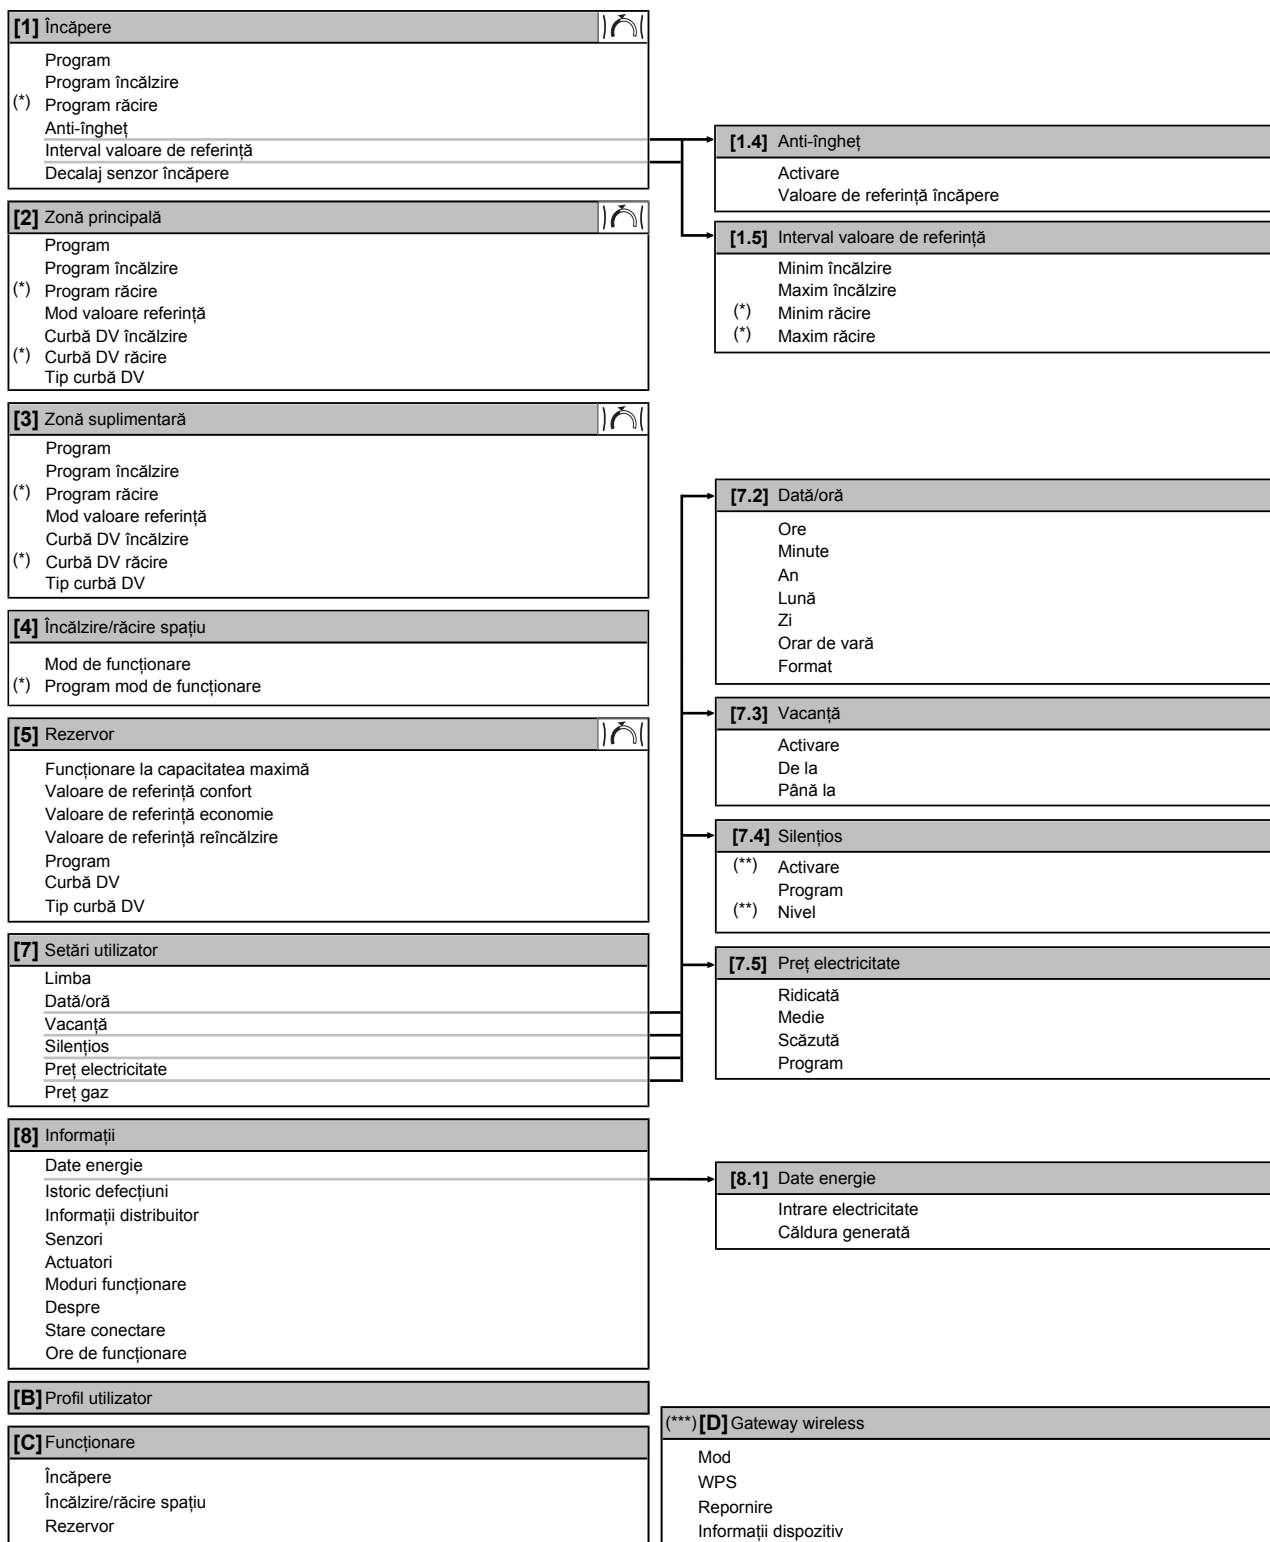 [1] Încăpere
Program
Program încălzire
(*) Program răcire
Anti-îngheț
Interval valoare de referință
Decalaj senzor încăpere
[1.4] Anti-îngheț
Activare
Valoare de referință încăpere
[1.5] Interval valoare de referință
Minim încălzire
Maxim încălzire
(*) Minim răcire
(*) Maxim răcire
[2] Zonă principală
Program
Program încălzire
(*) Program răcire
Mod valoare referință
Curbă DV încălzire
(*) Curbă DV răcire
Tip curbă DV
[3] Zonă suplimentară
Program
Program încălzire
(*) Program răcire
Mod valoare referință
Curbă DV încălzire
(*) Curbă DV răcire
Tip curbă DV
[4] Încălzire/răcire spațiu
Mod de funcționare
(*) Program mod de funcționare
[5] Rezervor
Funcționare la capacitatea maximă
Valoare de referință confort
Valoare de referință economie
Valoare de referință reîncălzire
Program
Curbă DV
Tip curbă DV
[7] Setări utilizator
Limba
Dată/oră
Vacanță
Silențios
Preț electricitate
Preț gaz
[7.2] Dată/oră
Ore
Minute
An
Lună
Zi
Orar de vară
Format
[7.3] Vacanță
Activare
De la
Până la
[7.4] Silențios
(**) Activare
Program
(**) Nivel
[7.5] Preț electricitate
Ridicată
Medie
Scăzută
Program
[8] Informații
Date energie
Istoric defecțiuni
Informații distribuitor
Senzori
Actuatori
Moduri funcționare
Despre
Stare conectare
Ore de funcționare
[8.1] Date energie
Intrare electricitate
Căldura generată
[B] Profil utilizator
[C] Funcționare
Încăpere
Încălzire/răcire spațiu
Rezervor
(***) [D] Gateway wireless
Mod
WPS
Repornire
Informații dispozitiv